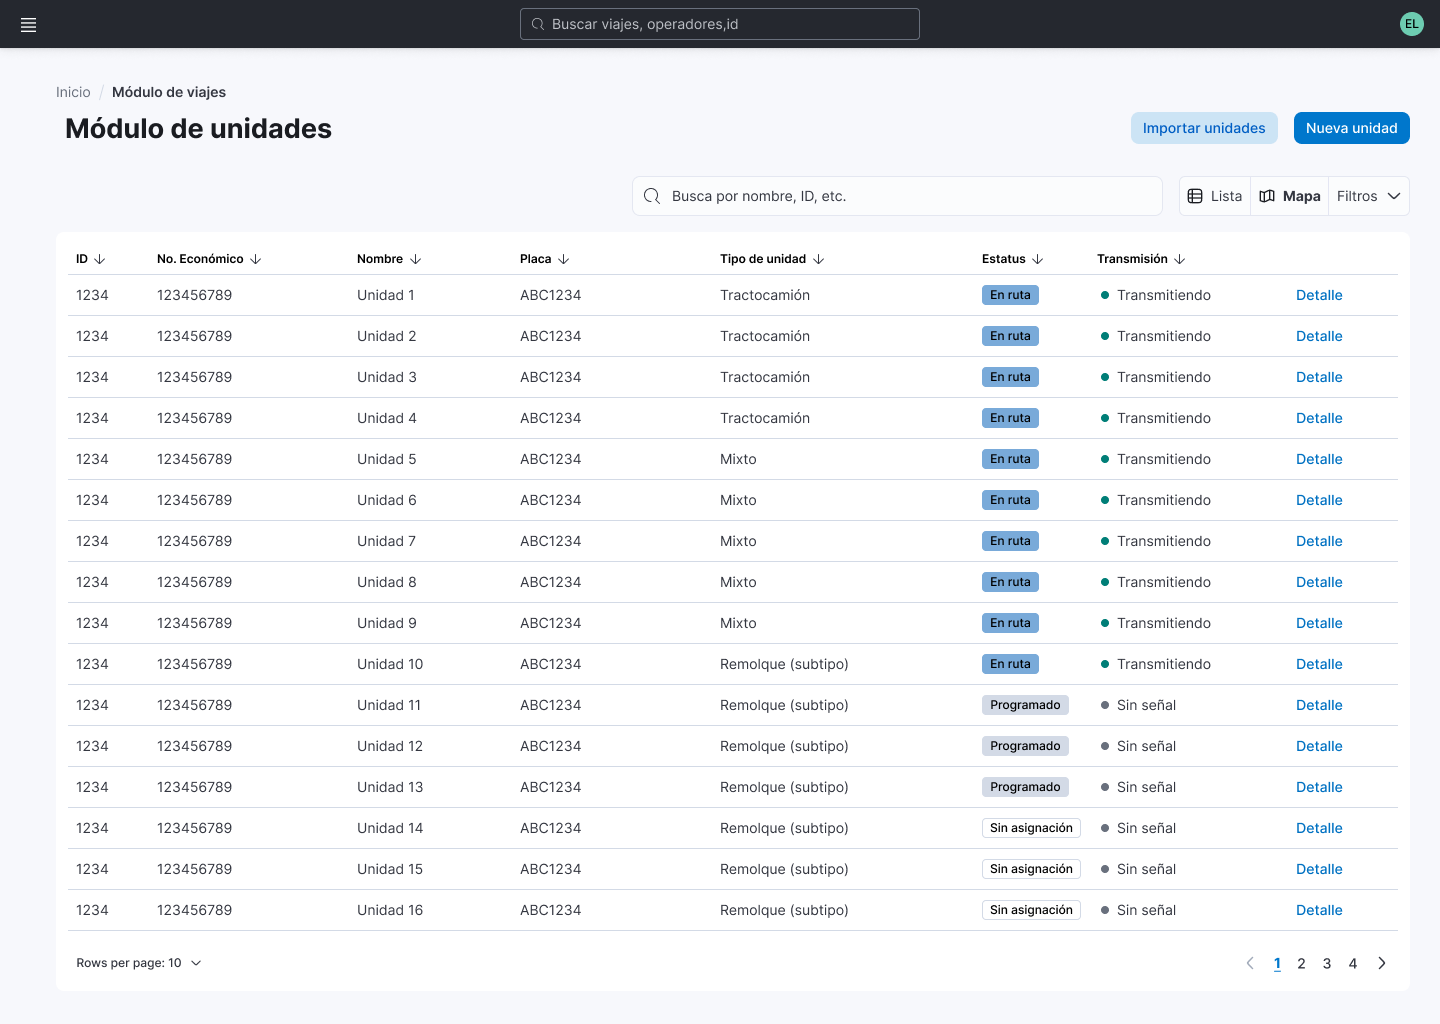 Buscar viajes, operadores,id
EL
Inicio / Módulo de viajes
Módulo de unidades
Importar unidades
Nueva unidad
Busca por nombre, ID, etc.
Lista
Mapa
Filtros
ID No. Económico Nombre Placa Tipo de unidad Estatus Transmisión
1234 123456789 Unidad 1 ABC1234 Tractocamión En ruta Transmitiendo Detalle
1234 123456789 Unidad 2 ABC1234 Tractocamión En ruta Transmitiendo Detalle
1234 123456789 Unidad 3 ABC1234 Tractocamión En ruta Transmitiendo Detalle
1234 123456789 Unidad 4 ABC1234 Tractocamión En ruta Transmitiendo Detalle
1234 123456789 Unidad 5 ABC1234 Mixto En ruta Transmitiendo Detalle
1234 123456789 Unidad 6 ABC1234 Mixto En ruta Transmitiendo Detalle
1234 123456789 Unidad 7 ABC1234 Mixto En ruta Transmitiendo Detalle
1234 123456789 Unidad 8 ABC1234 Mixto En ruta Transmitiendo Detalle
1234 123456789 Unidad 9 ABC1234 Mixto En ruta Transmitiendo Detalle
1234 123456789 Unidad 10 ABC1234 Remolque (subtipo) En ruta Transmitiendo Detalle
1234 123456789 Unidad 11 ABC1234 Remolque (subtipo) Programado Sin señal Detalle
1234 123456789 Unidad 12 ABC1234 Remolque (subtipo) Programado Sin señal Detalle
1234 123456789 Unidad 13 ABC1234 Remolque (subtipo) Programado Sin señal Detalle
1234 123456789 Unidad 14 ABC1234 Remolque (subtipo) Sin asignación Sin señal Detalle
1234 123456789 Unidad 15 ABC1234 Remolque (subtipo) Sin asignación Sin señal Detalle
1234 123456789 Unidad 16 ABC1234 Remolque (subtipo) Sin asignación Sin señal Detalle
Rows per page: 10
1 2 3 4